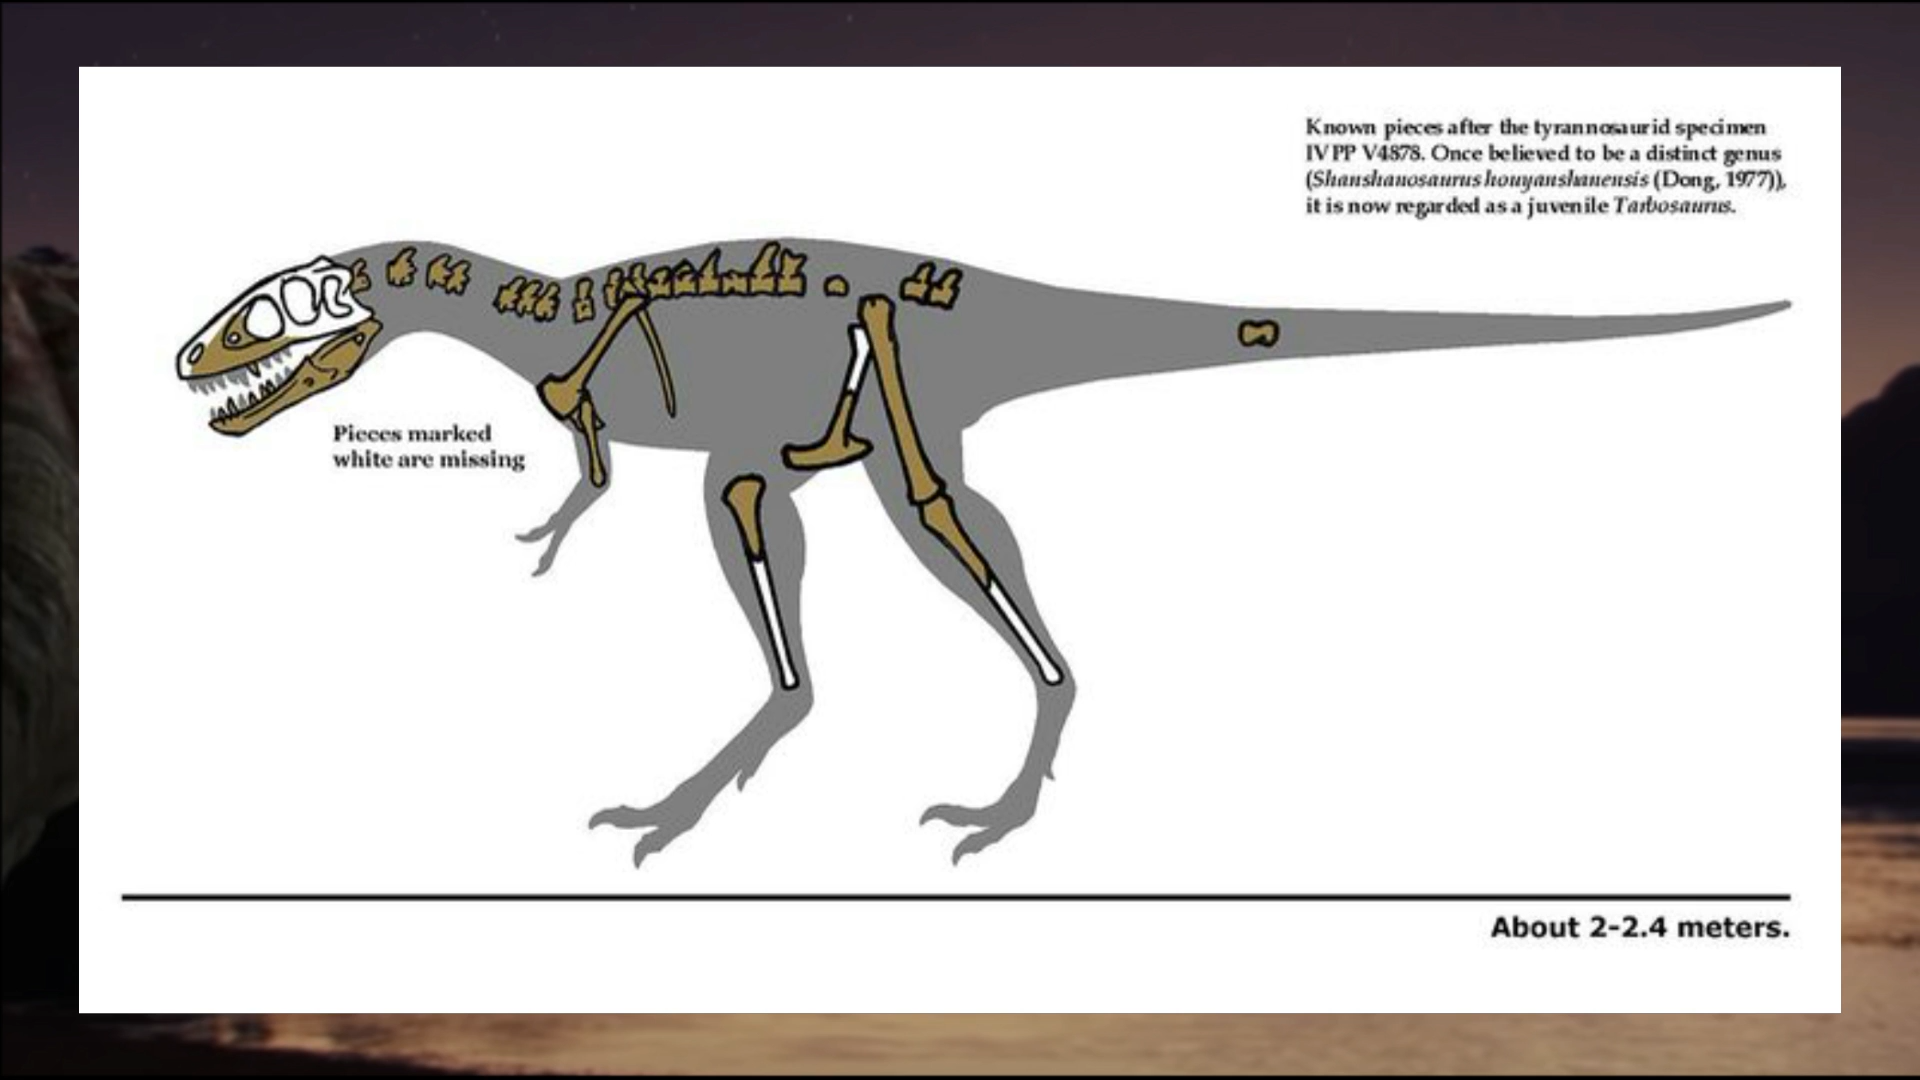 Known pieces after the tyrannosaurid specimen
IVPP V4878. Once believed to be a distinct genus
(Shanshanosaurus houyanshanensis (Dong, 1977)),
it is now regarded as a juvenile Tarbosaurus.
Pieces marked
white are missing
About 2-2.4 meters.